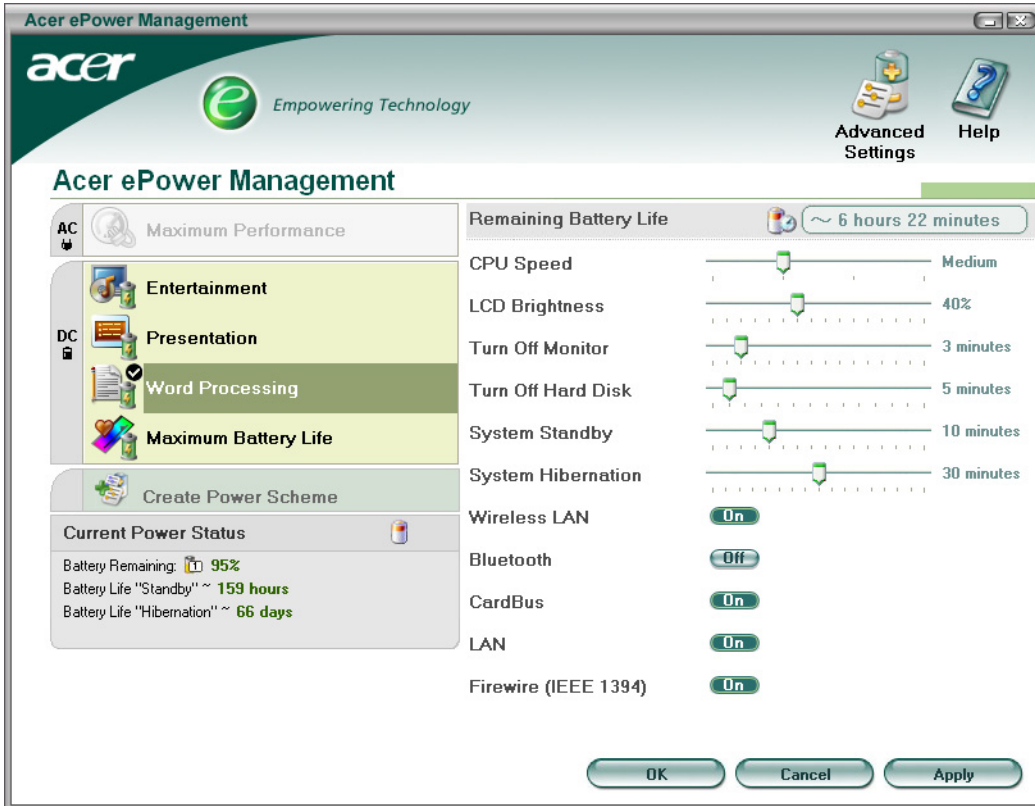 Acer ePower Management
acer
e Empowering Technology
Advanced Settings
Help
Acer ePower Management
AC
Maximum Performance
DC
Entertainment
Presentation
Word Processing
Maximum Battery Life
Create Power Scheme
Current Power Status
Battery Remaining: 1 95%
Battery Life "Standby" ~ 159 hours
Battery Life "Hibernation" ~ 66 days
Remaining Battery Life ~ 6 hours 22 minutes
CPU Speed Medium
LCD Brightness 40%
Turn Off Monitor 3 minutes
Turn Off Hard Disk 5 minutes
System Standby 10 minutes
System Hibernation 30 minutes
Wireless LAN On
Bluetooth Off
CardBus On
LAN On
Firewire (IEEE 1394) On
OK Cancel Apply